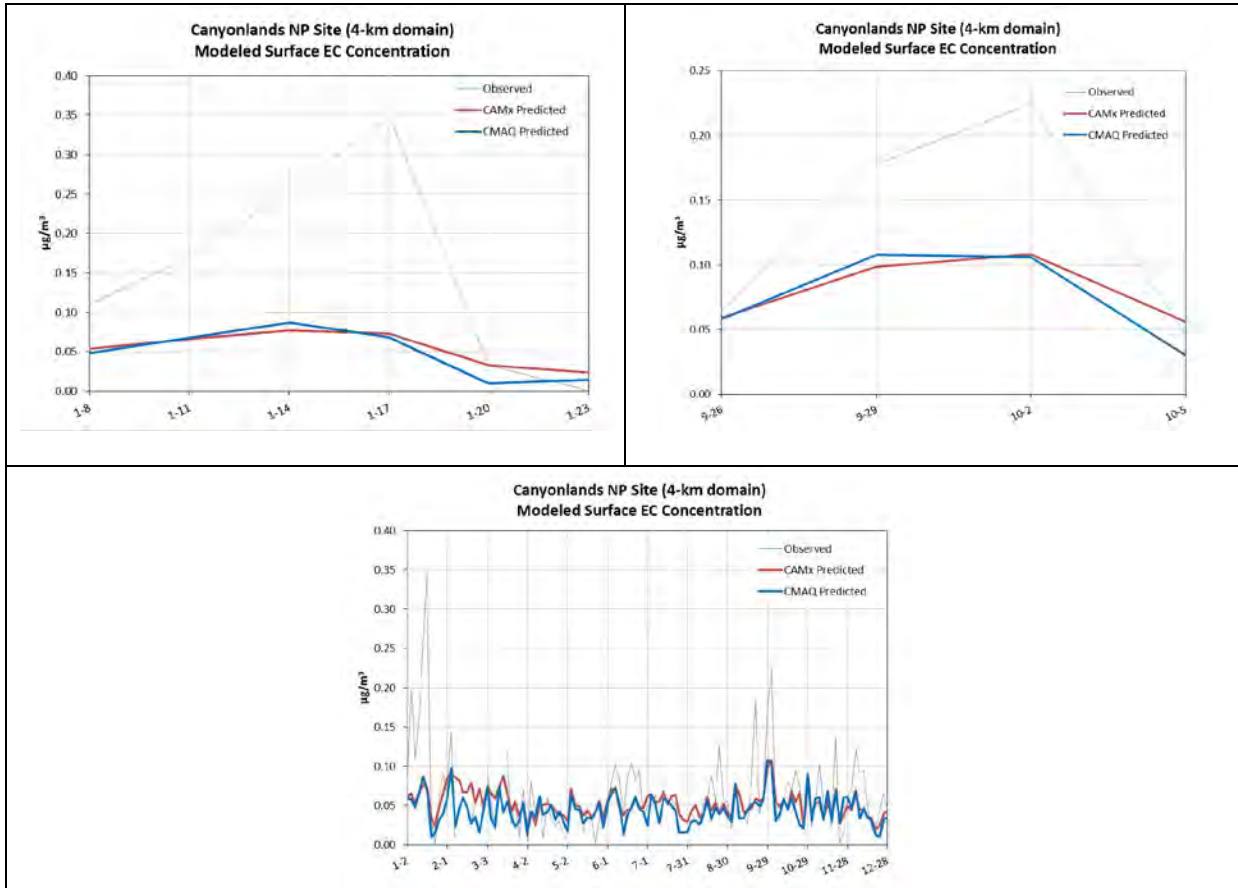 Canyonlands NP Site (4-km domain)
Modeled Surface EC Concentration
Observed
CAMx Predicted
CMAQ Predicted
µg/m³
0.40
0.35
0.30
0.25
0.20
0.15
0.10
0.05
0.00
1-8
1-11
1-14
1-17
1-20
1-23
Canyonlands NP Site (4-km domain)
Modeled Surface EC Concentration
Observed
CAMx Predicted
CMAQ Predicted
µg/m³
0.25
0.20
0.15
0.10
0.05
0.00
9-26
9-29
10-2
10-5
Canyonlands NP Site (4-km domain)
Modeled Surface EC Concentration
Observed
CAMx Predicted
CMAQ Predicted
µg/m³
0.40
0.35
0.30
0.25
0.20
0.15
0.10
0.05
0.00
1-2
2-1
3-3
4-2
5-2
6-1
7-1
7-31
8-30
9-29
10-29
11-28
12-28